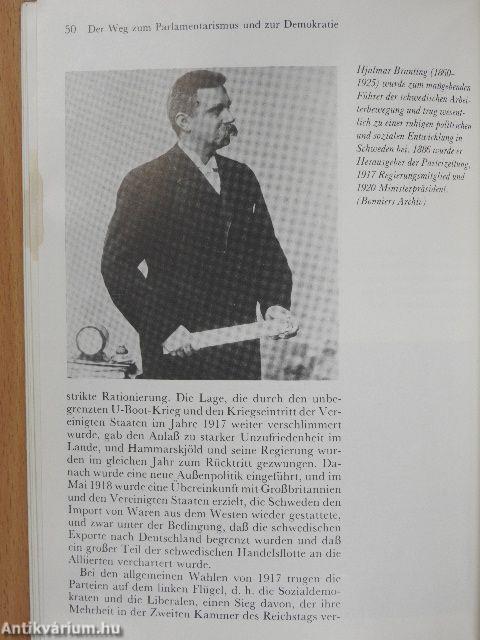 50 Der Weg zum Parlamentarismus und zur Demokratie
Hjalmar Branting (1860–
1925) wurde zum maßgebenden
Führer der schwedischen Arbei-
terbewegung und trug wesent-
lich zu einer ruhigen politischen
und sozialen Entwicklung in
Schweden bei. 1886 wurde er
Herausgeber der Parteizeitung,
1917 Regierungsmitglied und
1920 Ministerpräsident.
(Bonniers Archiv)
strikte Rationierung. Die Lage, die durch den unbe-
grenzten U-Boot-Krieg und den Kriegseintritt der Ver-
einigten Staaten im Jahre 1917 weiter verschlimmert
wurde, gab den Anlaß zu starker Unzufriedenheit im
Lande, und Hammarskjöld und seine Regierung wur-
den im gleichen Jahr zum Rücktritt gezwungen. Da-
nach wurde eine neue Außenpolitik eingeführt, und im
Mai 1918 wurde eine Übereinkunft mit Großbritannien
und den Vereinigten Staaten erzielt, die Schweden den
Import von Waren aus dem Westen wieder gestattete,
und zwar unter der Bedingung, daß die schwedischen
Exporte nach Deutschland begrenzt wurden und daß
ein großer Teil der schwedischen Handelsflotte an die
Alliierten verchartert wurde.
Bei den allgemeinen Wahlen von 1917 trugen die
Parteien auf dem linken Flügel, d. h. die Sozialdemo-
kraten und die Liberalen, einen Sieg davon, der ihre
Mehrheit in der Zweiten Kammer des Reichstags ver-
Antikvárium.hu